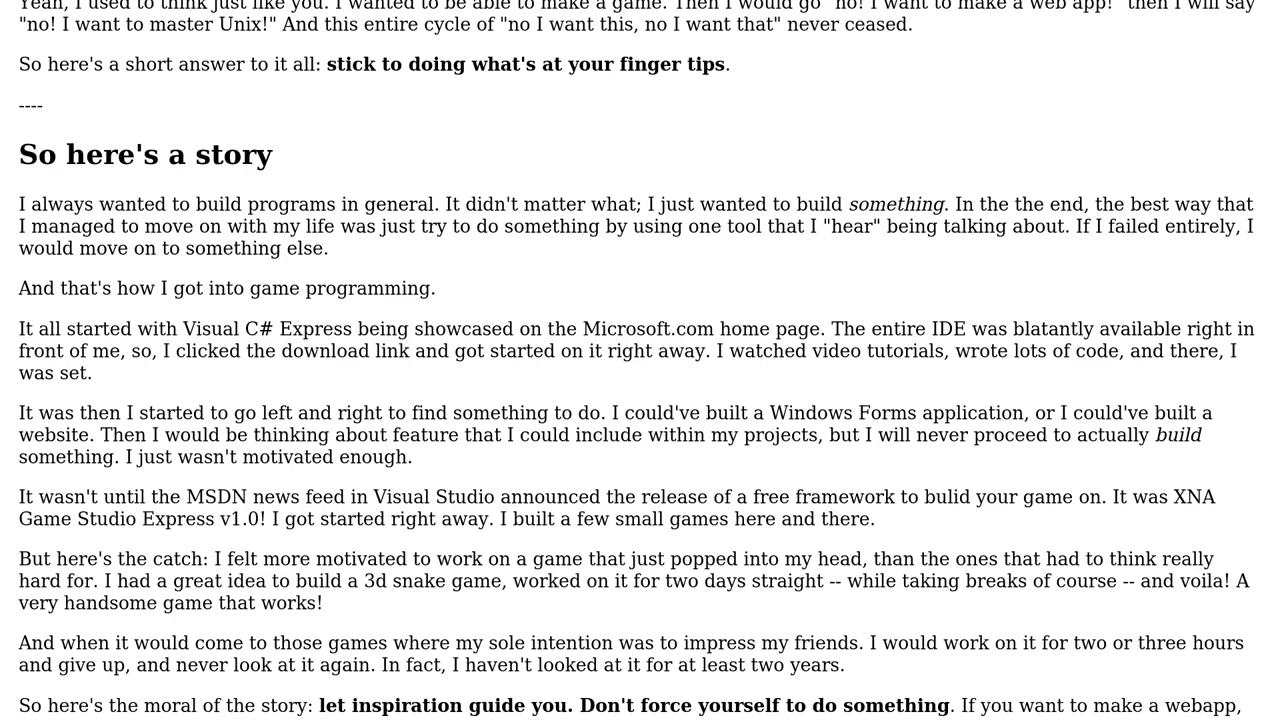 Yeah, I used to think just like you. I wanted to be able to make a game. Then I would go "no! I want to make a web app!" then I will say
"no! I want to master Unix!" And this entire cycle of "no I want this, no I want that" never ceased.
So here's a short answer to it all: stick to doing what's at your finger tips.
----
So here's a story
I always wanted to build programs in general. It didn't matter what; I just wanted to build something. In the the end, the best way that
I managed to move on with my life was just try to do something by using one tool that I "hear" being talking about. If I failed entirely, I
would move on to something else.
And that's how I got into game programming.
It all started with Visual C# Express being showcased on the Microsoft.com home page. The entire IDE was blatantly available right in
front of me, so, I clicked the download link and got started on it right away. I watched video tutorials, wrote lots of code, and there, I
was set.
It was then I started to go left and right to find something to do. I could've built a Windows Forms application, or I could've built a
website. Then I would be thinking about feature that I could include within my projects, but I will never proceed to actually build
something. I just wasn't motivated enough.
It wasn't until the MSDN news feed in Visual Studio announced the release of a free framework to bulid your game on. It was XNA
Game Studio Express v1.0! I got started right away. I built a few small games here and there.
But here's the catch: I felt more motivated to work on a game that just popped into my head, than the ones that had to think really
hard for. I had a great idea to build a 3d snake game, worked on it for two days straight -- while taking breaks of course -- and voila! A
very handsome game that works!
And when it would come to those games where my sole intention was to impress my friends. I would work on it for two or three hours
and give up, and never look at it again. In fact, I haven't looked at it for at least two years.
So here's the moral of the story: let inspiration guide you. Don't force yourself to do something. If you want to make a webapp,